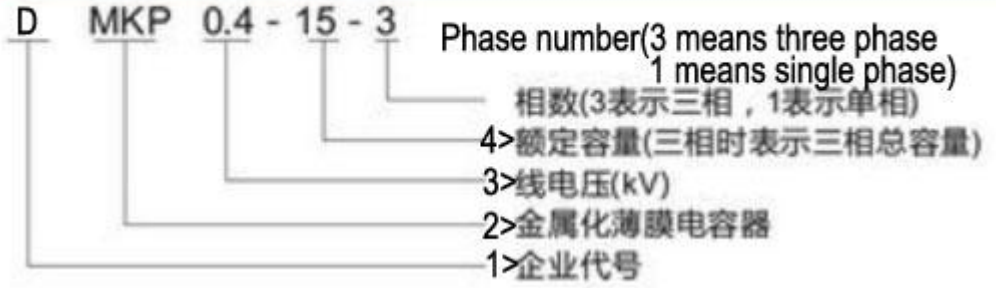 D MKP 0.4 - 15 - 3
Phase number(3 means three phase
1 means single phase)
相数(3表示三相，1表示单相)
4>额定容量(三相时表示三相总容量)
3>线电压(kV)
2>金属化薄膜电容器
1>企业代号